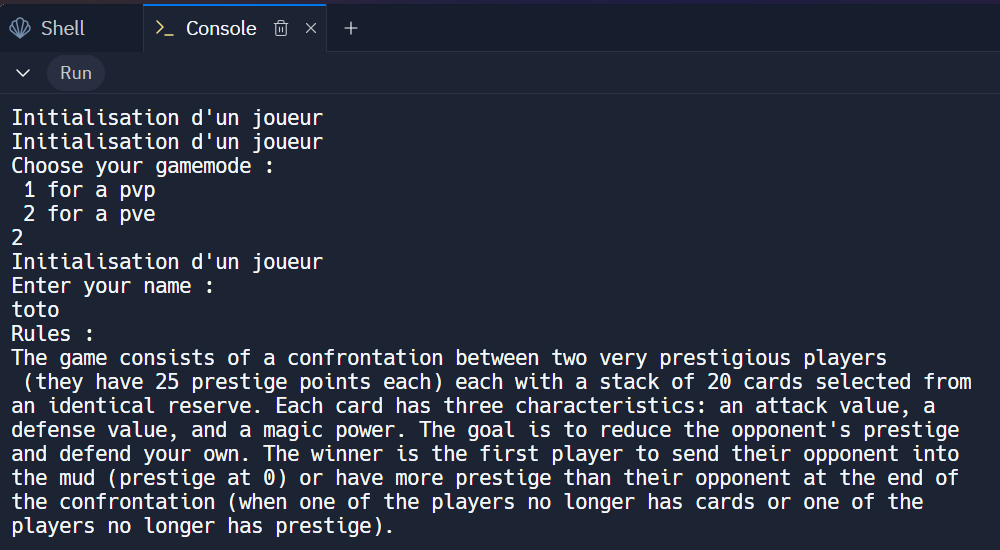 Shell
Console
Run
Initialisation d'un joueur
Initialisation d'un joueur
Choose your gamemode :
1 for a pvp
2 for a pve
2
Initialisation d'un joueur
Enter your name :
toto
Rules :
The game consists of a confrontation between two very prestigious players
(they have 25 prestige points each) each with a stack of 20 cards selected from
an identical reserve. Each card has three characteristics: an attack value, a
defense value, and a magic power. The goal is to reduce the opponent's prestige
and defend your own. The winner is the first player to send their opponent into
the mud (prestige at 0) or have more prestige than their opponent at the end of
the confrontation (when one of the players no longer has cards or one of the
players no longer has prestige).